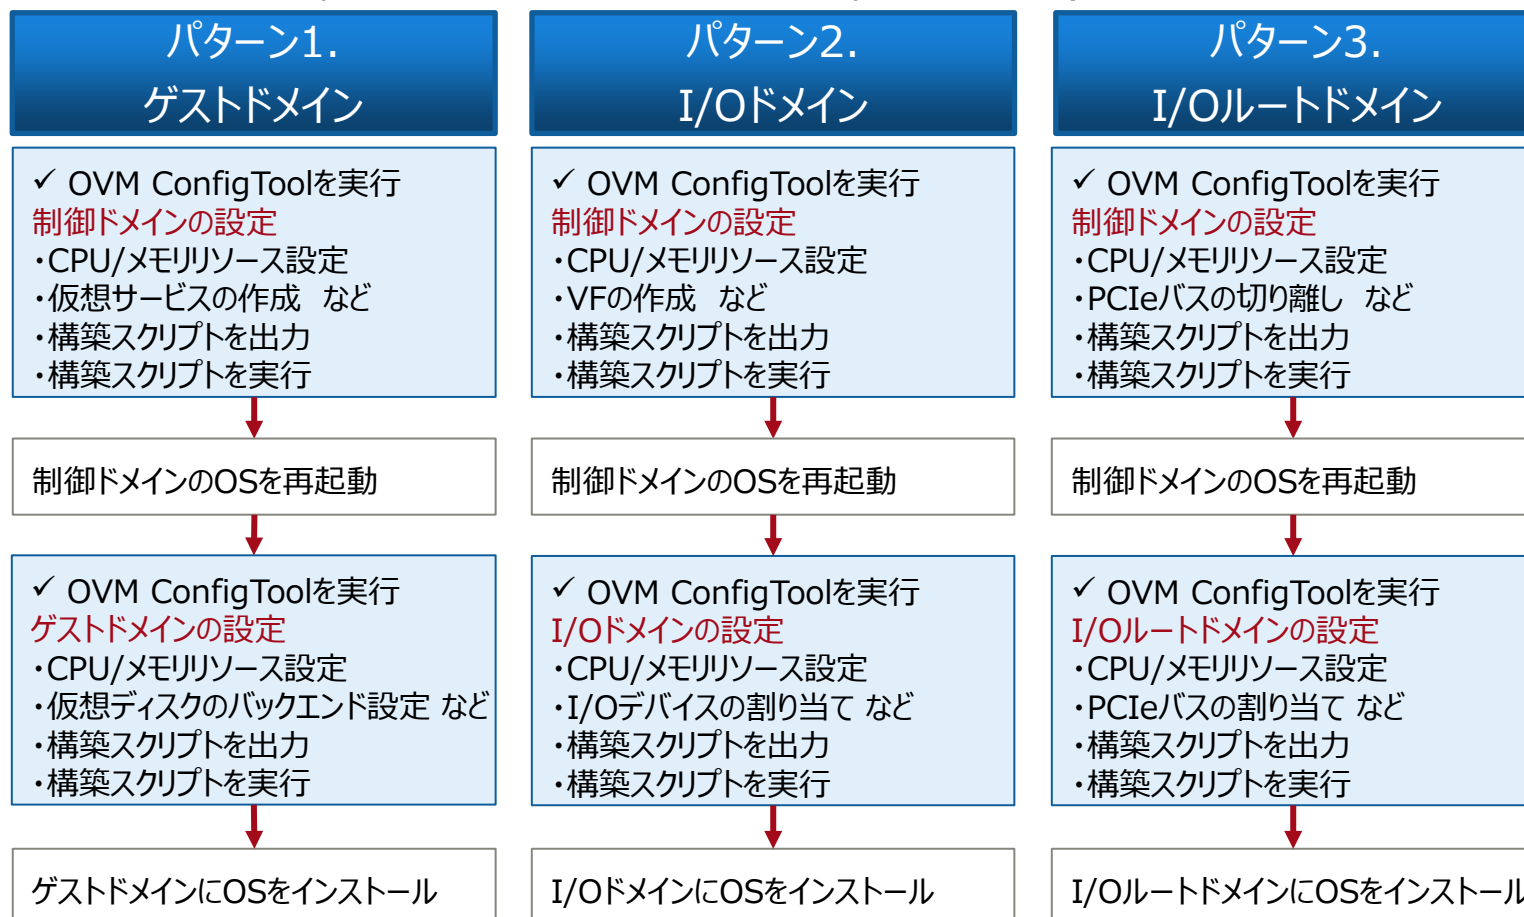 パターン1.
ゲストドメイン
✓ OVM ConfigToolを実行
制御ドメインの設定
・CPU/メモリリソース設定
・仮想サービスの作成 など
・構築スクリプトを出力
・構築スクリプトを実行
制御ドメインのOSを再起動
✓ OVM ConfigToolを実行
ゲストドメインの設定
・CPU/メモリリソース設定
・仮想ディスクのバックエンド設定 など
・構築スクリプトを出力
・構築スクリプトを実行
ゲストドメインにOSをインストール
パターン2.
I/Oドメイン
✓ OVM ConfigToolを実行
制御ドメインの設定
・CPU/メモリリソース設定
・VFの作成 など
・構築スクリプトを出力
・構築スクリプトを実行
制御ドメインのOSを再起動
✓ OVM ConfigToolを実行
I/Oドメインの設定
・CPU/メモリリソース設定
・I/Oデバイスの割り当て など
・構築スクリプトを出力
・構築スクリプトを実行
I/OドメインにOSをインストール
パターン3.
I/Oルートドメイン
✓ OVM ConfigToolを実行
制御ドメインの設定
・CPU/メモリリソース設定
・PCIeバスの切り離し など
・構築スクリプトを出力
・構築スクリプトを実行
制御ドメインのOSを再起動
✓ OVM ConfigToolを実行
I/Oルートドメインの設定
・CPU/メモリリソース設定
・PCIeバスの割り当て など
・構築スクリプトを出力
・構築スクリプトを実行
I/OルートドメインにOSをインストール